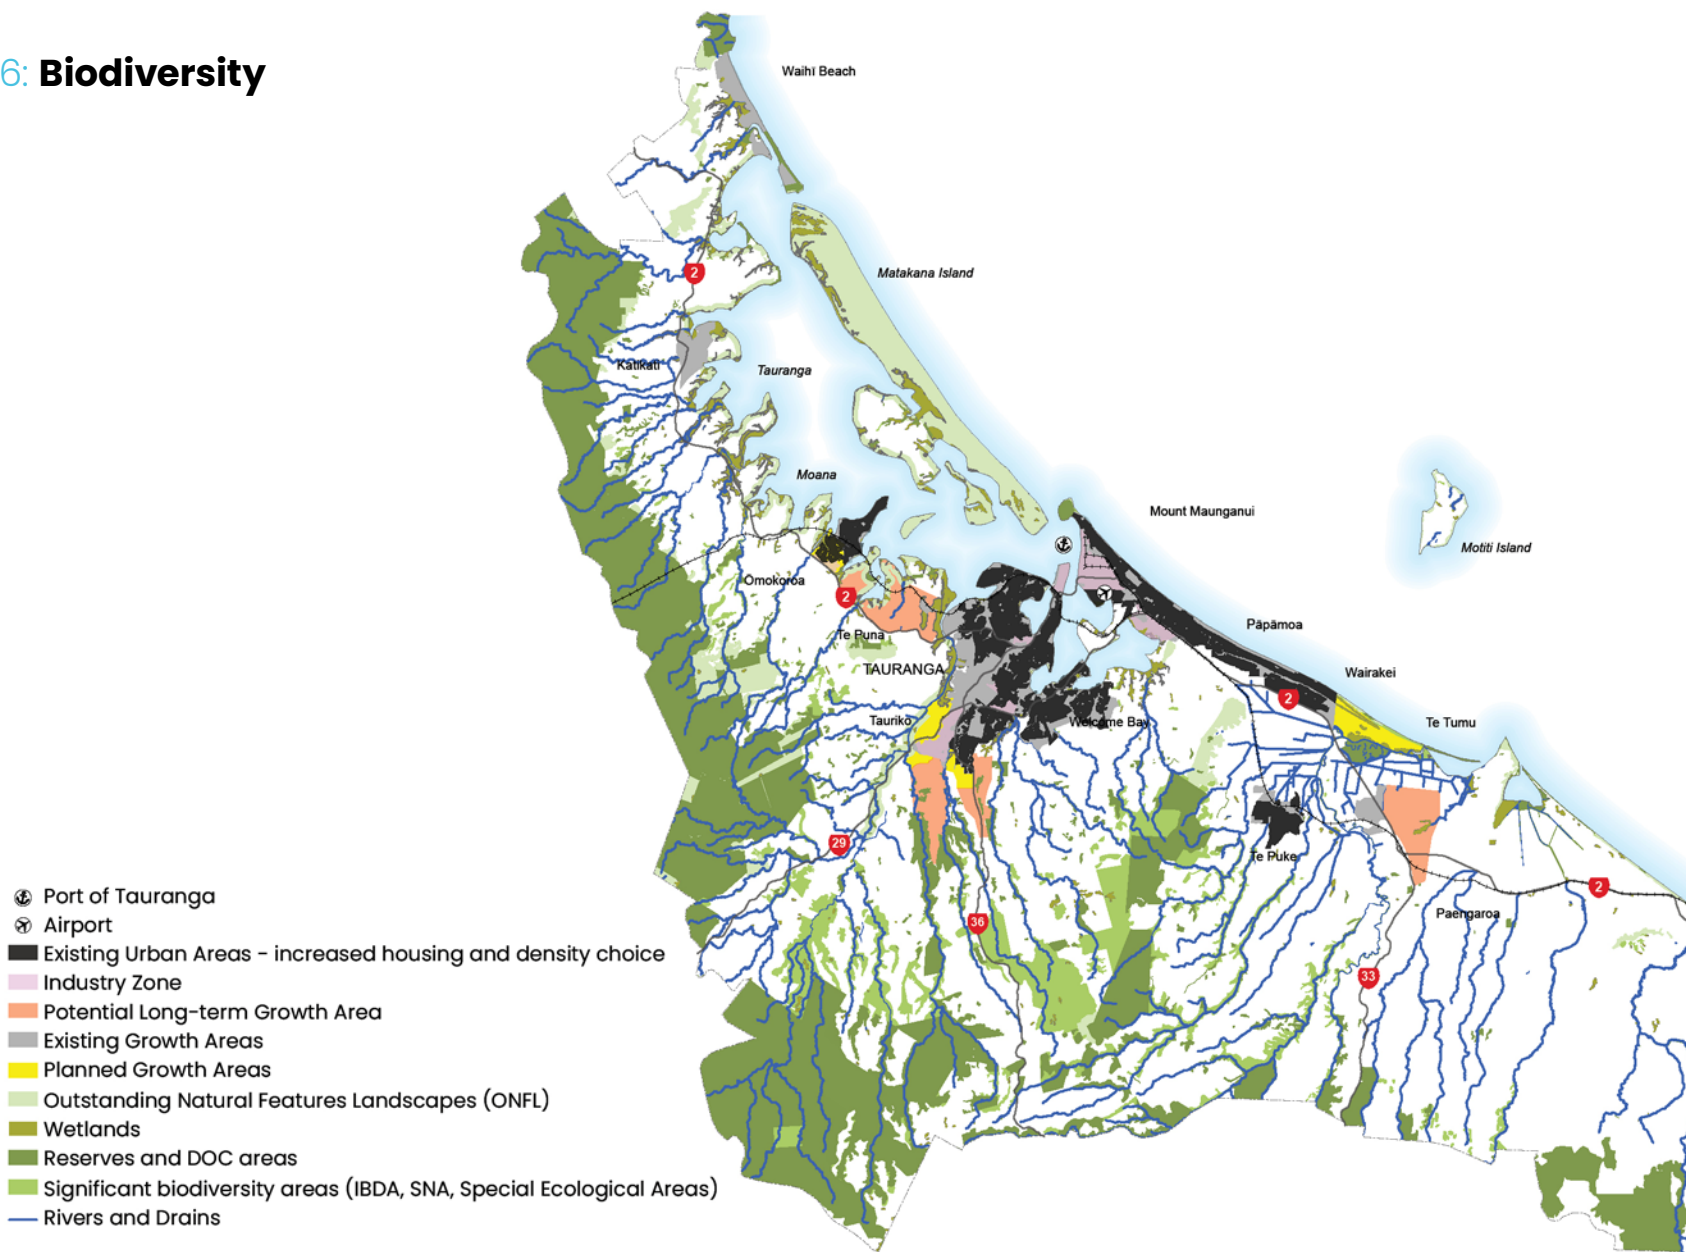 6: Biodiversity
Waihī Beach
Matakana Island
2
Katikati
Tauranga
Moana
Mount Maunganui
Motiti Island
Ōmokoroa
2
Te Puna
Pāpāmoa
TAURANGA
Wairakei
2
Tauriko
Welcome Bay
Te Tumu
29
Te Puke
2
Paengaroa
36
33
Port of Tauranga
Airport
Existing Urban Areas - increased housing and density choice
Industry Zone
Potential Long-term Growth Area
Existing Growth Areas
Planned Growth Areas
Outstanding Natural Features Landscapes (ONFL)
Wetlands
Reserves and DOC areas
Significant biodiversity areas (IBDA, SNA, Special Ecological Areas)
Rivers and Drains